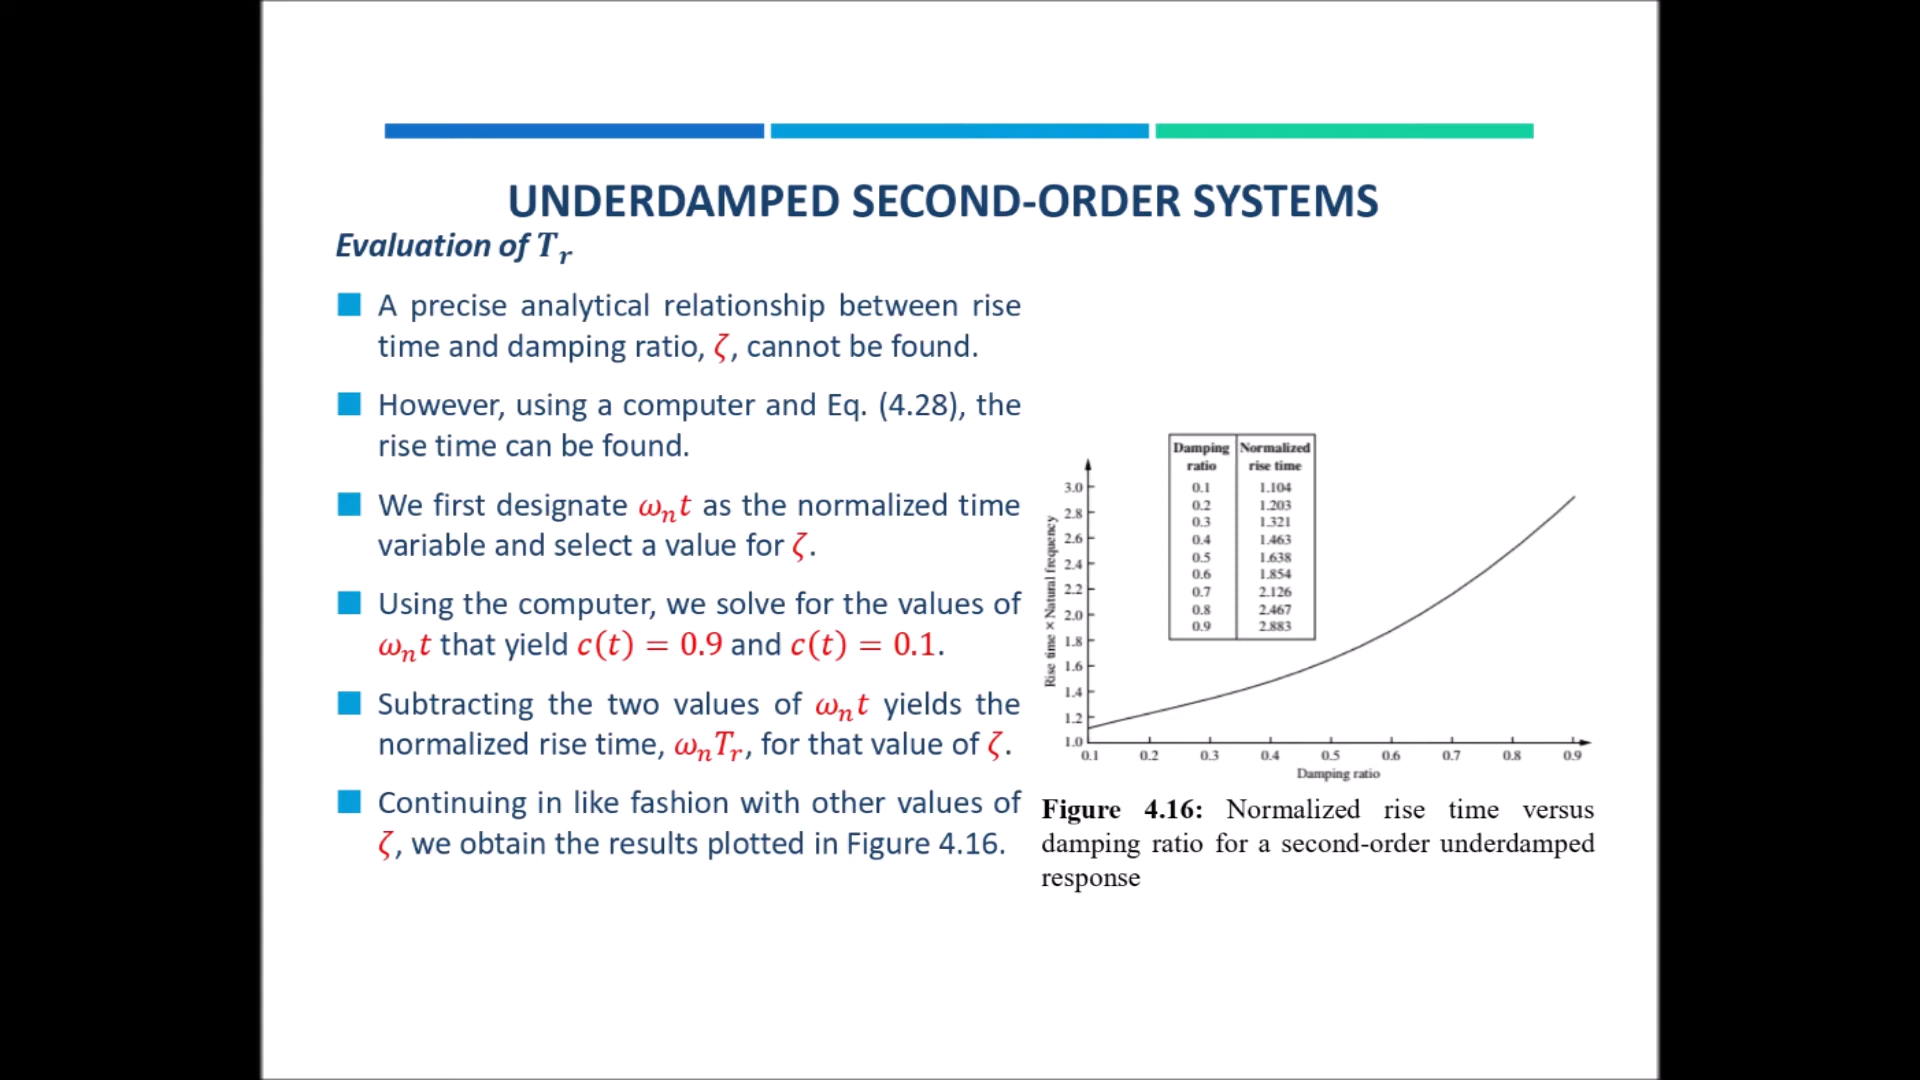 UNDERDAMPED SECOND-ORDER SYSTEMS
Evaluation of Tᵣ
A precise analytical relationship between rise
time and damping ratio, ζ, cannot be found.
However, using a computer and Eq. (4.28), the
rise time can be found.
We first designate ωₙt as the normalized time
variable and select a value for ζ.
Using the computer, we solve for the values of
ωₙt that yield c(t) = 0.9 and c(t) = 0.1.
Subtracting the two values of ωₙt yields the
normalized rise time, ωₙTᵣ, for that value of ζ.
Continuing in like fashion with other values of
ζ, we obtain the results plotted in Figure 4.16.
Damping Normalized
ratio rise time
0.1 1.104
0.2 1.203
0.3 1.321
0.4 1.463
0.5 1.638
0.6 1.854
0.7 2.126
0.8 2.467
0.9 2.883
Rise time × Natural frequency
3.0
2.8
2.6
2.4
2.2
2.0
1.8
1.6
1.4
1.2
1.0
0.1 0.2 0.3 0.4 0.5 0.6 0.7 0.8 0.9
Damping ratio
Figure 4.16: Normalized rise time versus
damping ratio for a second-order underdamped
response